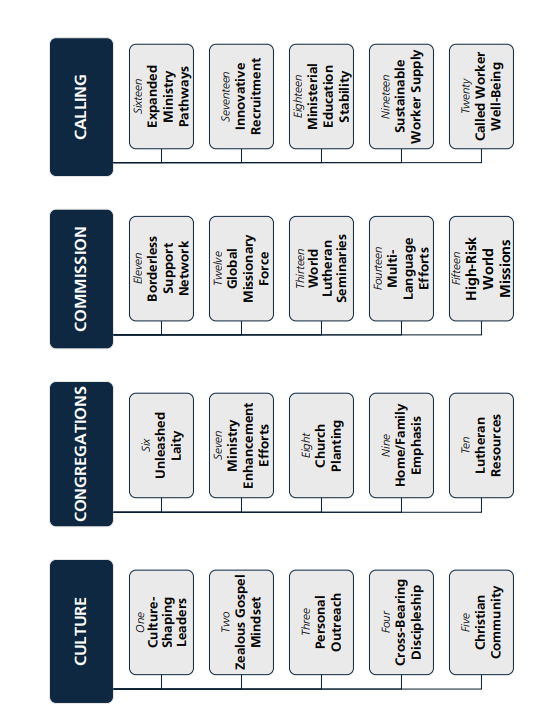 CULTURE
One
Culture-
Shaping
Leaders
Two
Zealous Gospel
Mindset
Three
Personal
Outreach
Four
Cross-Bearing
Discipleship
Five
Christian
Community
CONGREGATIONS
Six
Unleashed
Laity
Seven
Ministry
Enhancement
Efforts
Eight
Church
Planting
Nine
Home/Family
Emphasis
Ten
Lutheran
Resources
COMMISSION
Eleven
Borderless
Support
Network
Twelve
Global
Missionary
Force
Thirteen
World
Lutheran
Seminaries
Fourteen
Multi-
Language
Efforts
Fifteen
High-Risk
World
Missions
CALLING
Sixteen
Expanded
Ministry
Pathways
Seventeen
Innovative
Recruitment
Eighteen
Ministerial
Education
Stability
Nineteen
Sustainable
Worker Supply
Twenty
Called Worker
Well-Being